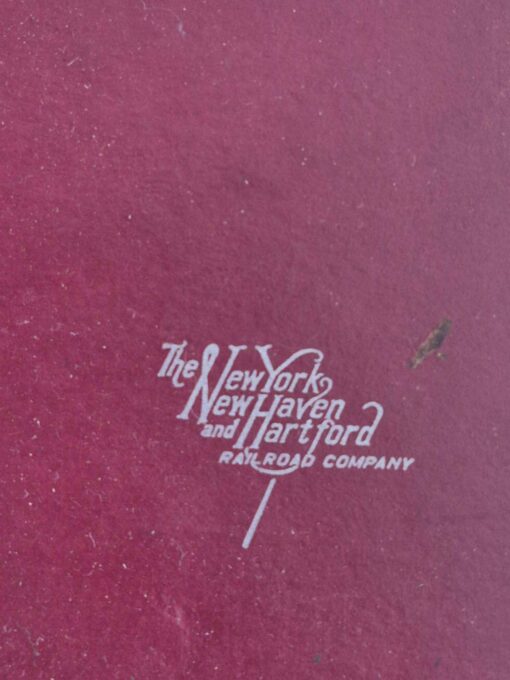 The New York
New Haven
and Hartford
RAILROAD COMPANY